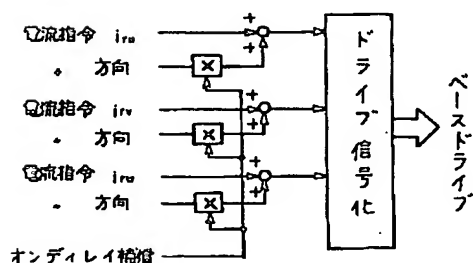 電流指令 iru
〃 方向
電流指令 irv
〃 方向
電流指令 irw
〃 方向
オンディレイ補償
+
+
×
+
+
×
+
+
×
ドライブ信号化
ベースドライブ